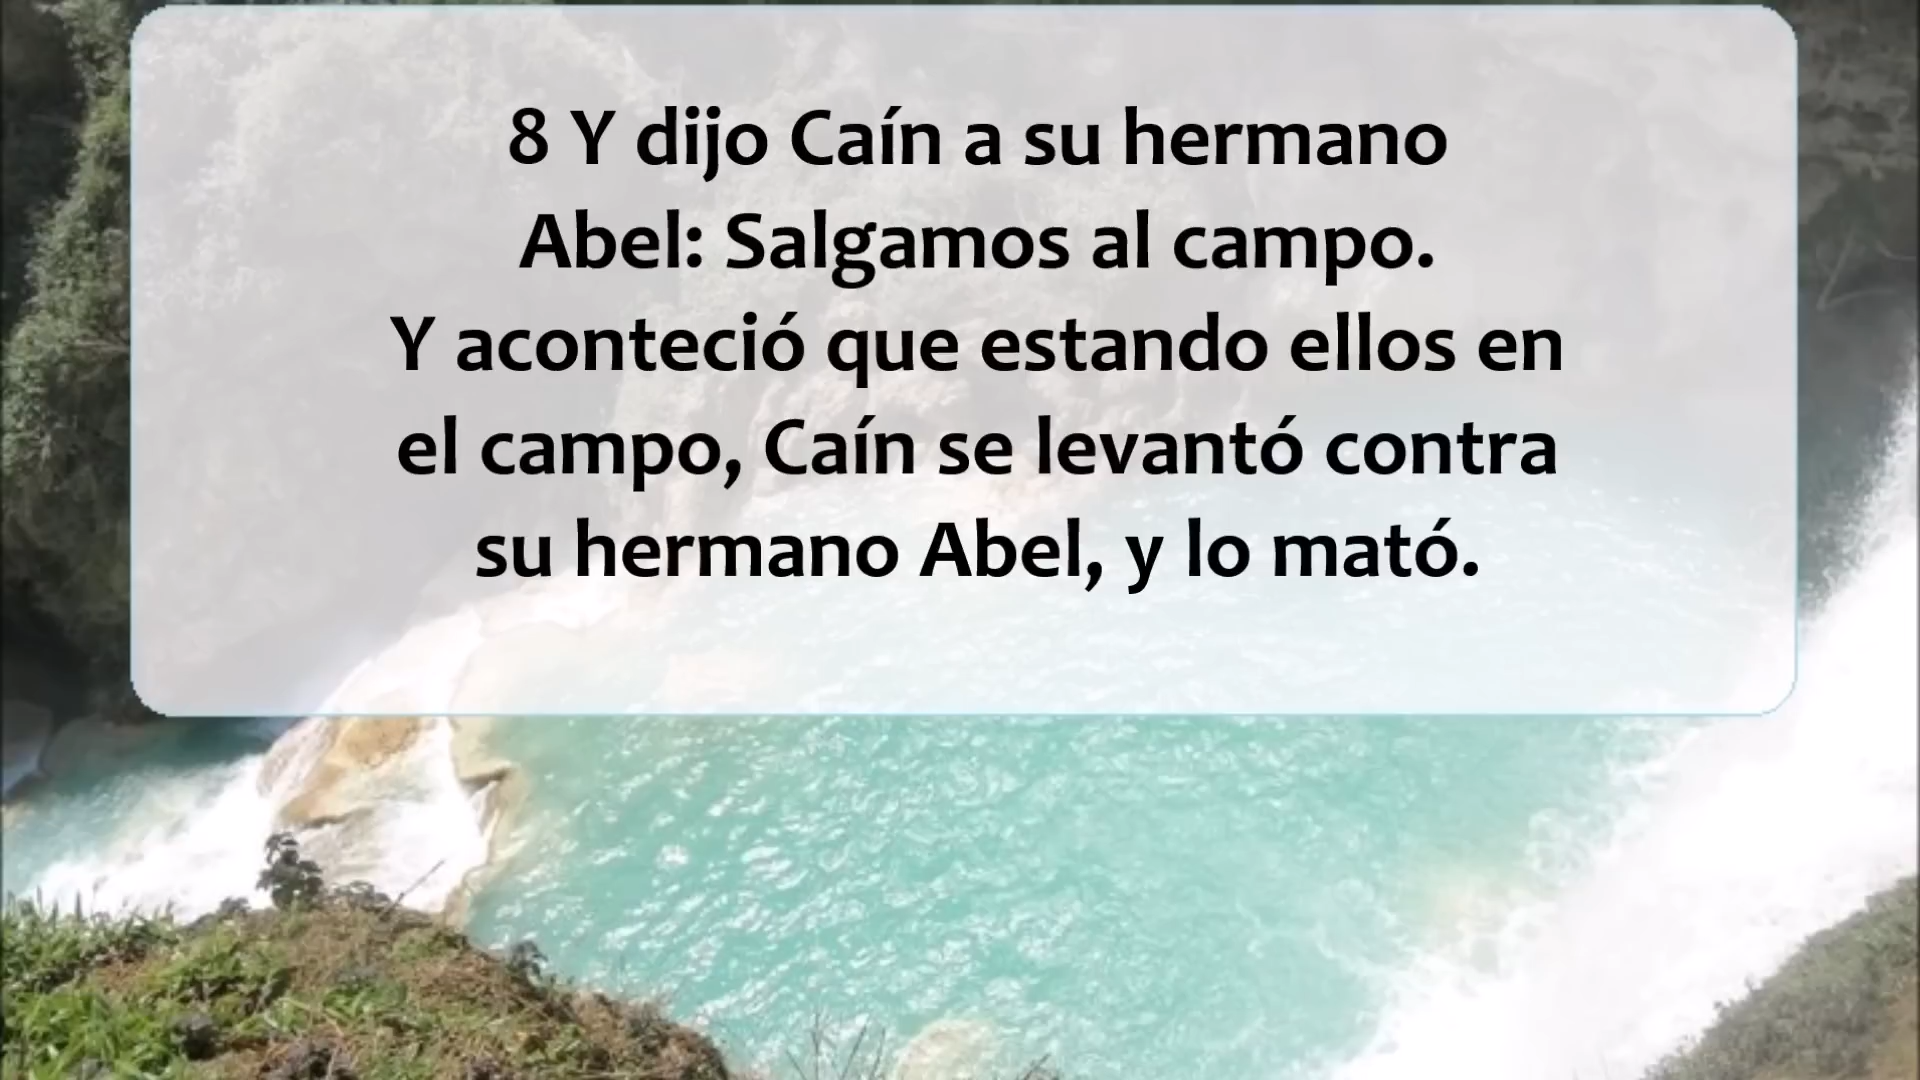 8 Y dijo Caín a su hermano
Abel: Salgamos al campo.
Y aconteció que estando ellos en
el campo, Caín se levantó contra
su hermano Abel, y lo mató.